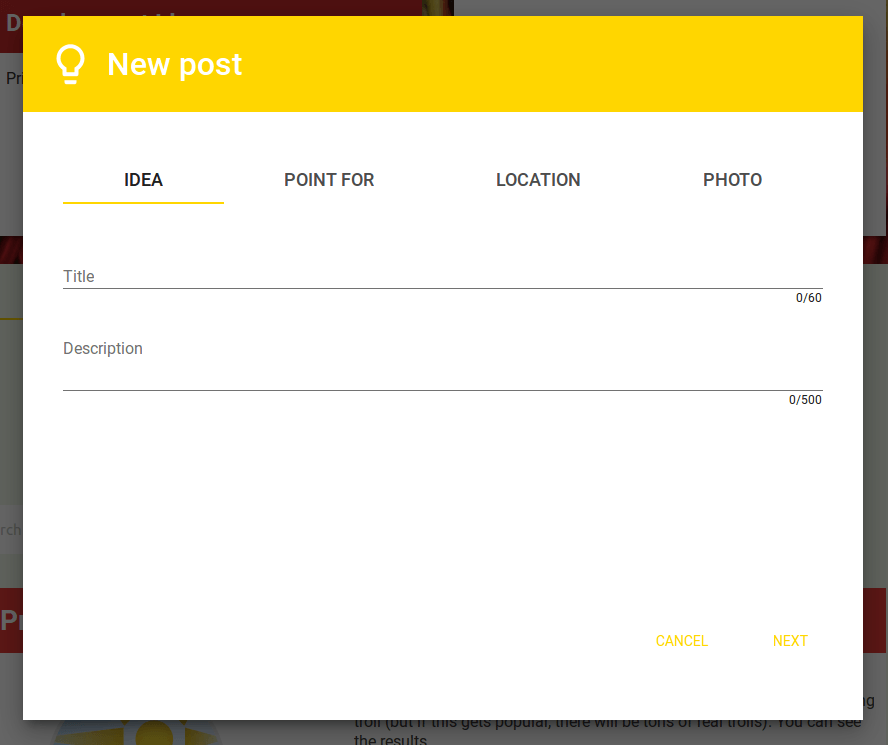 New post
IDEA POINT FOR LOCATION PHOTO
Title
0/60
Description
0/500
rch
CANCEL NEXT
troll (but if this gets popular, there will be tons of real trolls). You can see
the results